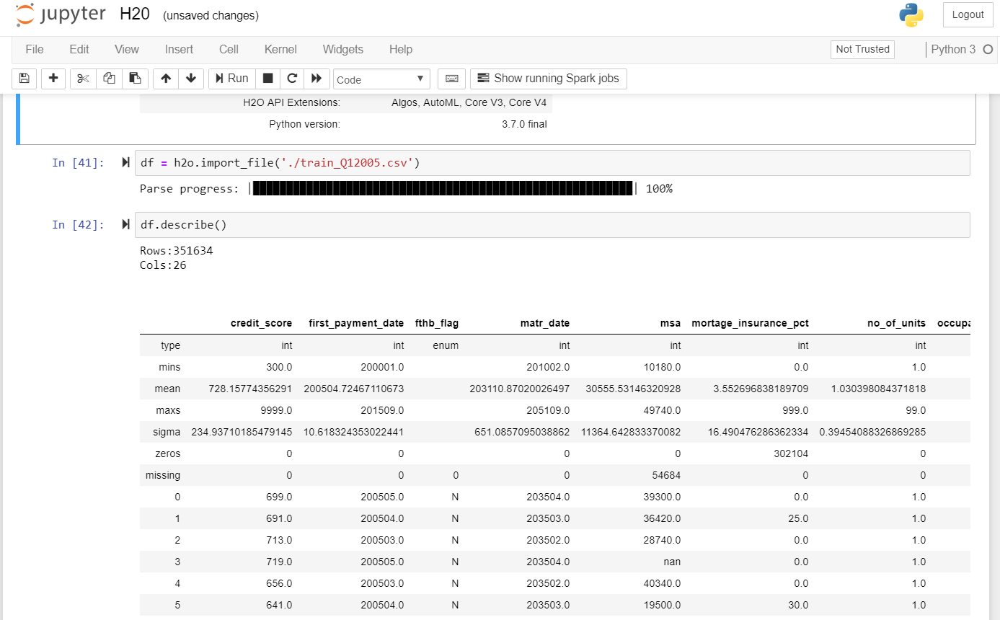 jupyter H20 (unsaved changes) Logout
File Edit View Insert Cell Kernel Widgets Help Not Trusted Python 3
Run Code Show running Spark jobs
H2O API Extensions: Algos, AutoML, Core V3, Core V4
Python version: 3.7.0 final
In [41]: df = h2o.import_file('./train_Q12005.csv')
Parse progress: |█████████████████████████████████████████████████████████| 100%
In [42]: df.describe()
Rows:351634
Cols:26
credit_score first_payment_date fthb_flag matr_date msa mortage_insurance_pct no_of_units occupa
type int int enum int int int int
mins 300.0 200001.0 201002.0 10180.0 0.0 1.0
mean 728.15774356291 200504.72467110673 203110.87020026497 30555.53146320928 3.552696838189709 1.030398084371818
maxs 9999.0 201509.0 205109.0 49740.0 999.0 99.0
sigma 234.93710185479145 10.618324353022441 651.0857095038862 11364.642833370082 16.490476286362334 0.39454088326869285
zeros 0 0 0 0 302104 0
missing 0 0 0 0 54684 0 0
0 699.0 200505.0 N 203504.0 39300.0 0.0 1.0
1 691.0 200504.0 N 203503.0 36420.0 25.0 1.0
2 713.0 200503.0 N 203502.0 28740.0 0.0 1.0
3 719.0 200505.0 N 203504.0 nan 0.0 1.0
4 656.0 200503.0 N 203502.0 40340.0 0.0 1.0
5 641.0 200504.0 N 203503.0 19500.0 30.0 1.0